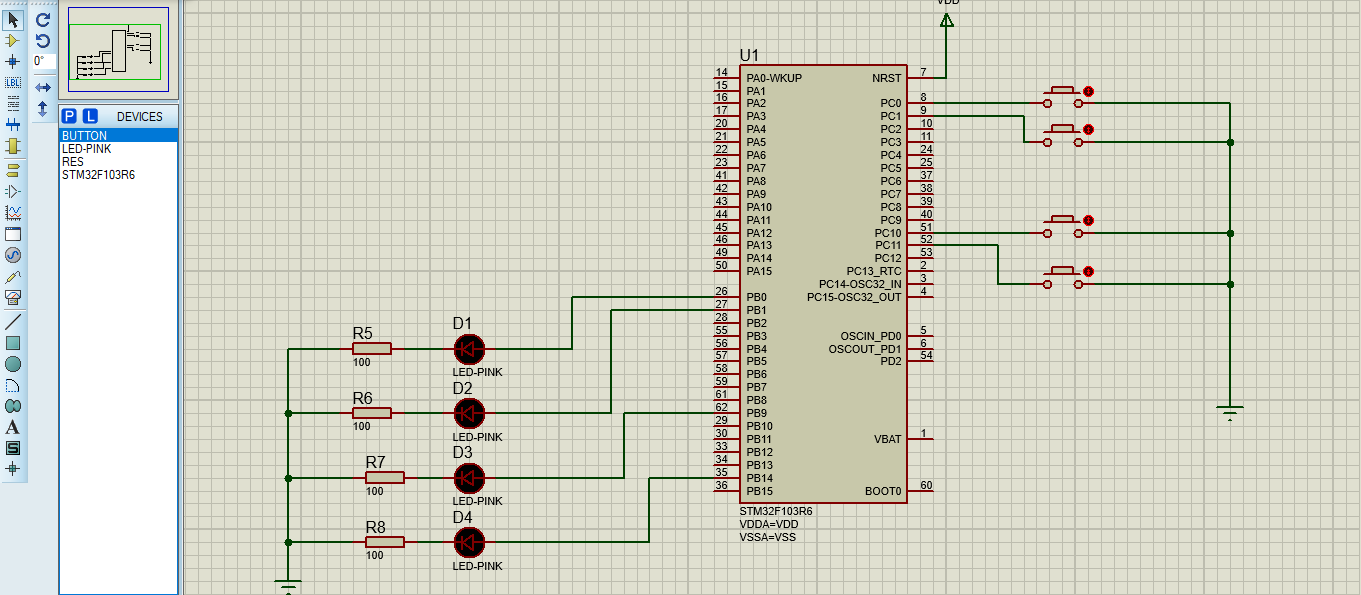 VDD
0°
LBL
P L DEVICES
BUTTON
LED-PINK
RES
STM32F103R6
A
S
U1
14 PA0-WKUP
15 PA1
16 PA2
17 PA3
20 PA4
21 PA5
22 PA6
23 PA7
41 PA8
42 PA9
43 PA10
44 PA11
45 PA12
46 PA13
49 PA14
50 PA15
26 PB0
27 PB1
28 PB2
55 PB3
56 PB4
57 PB5
58 PB6
59 PB7
61 PB8
62 PB9
29 PB10
30 PB11
33 PB12
34 PB13
35 PB14
36 PB15
NRST 7
PC0 8
PC1 9
PC2 10
PC3 11
PC4 24
PC5 25
PC6 37
PC7 38
PC8 39
PC9 40
PC10 51
PC11 52
PC12 53
PC13_RTC 2
PC14-OSC32_IN 3
PC15-OSC32_OUT 4
OSCIN_PD0 5
OSCOUT_PD1 6
PD2 54
VBAT 1
BOOT0 60
STM32F103R6
VDDA=VDD
VSSA=VSS
R5
100
D1
LED-PINK
R6
100
D2
LED-PINK
R7
100
D3
LED-PINK
R8
100
D4
LED-PINK